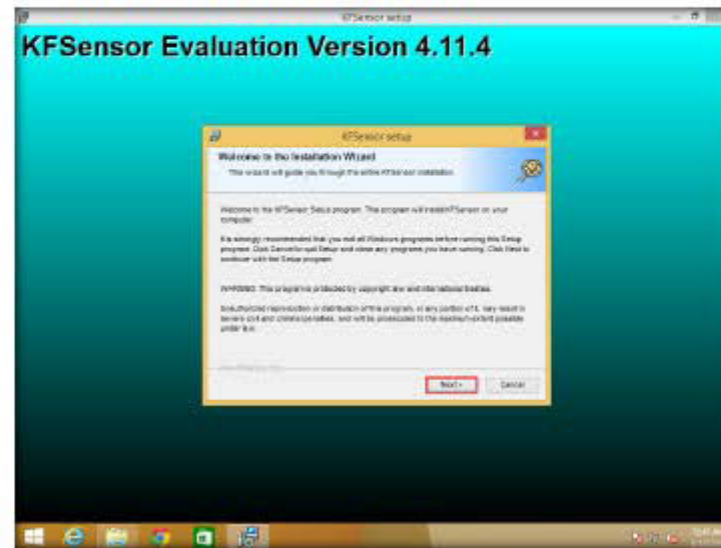 KFSensor setup
KFSensor Evaluation Version 4.11.4
KFSensor setup
Welcome to the Installation Wizard
This wizard will guide you through the entire KFSensor installation.
Welcome to the KFSensor Setup program. This program will install KFSensor on your
computer.
It is strongly recommended that you exit all Windows programs before running this Setup
program. Click Cancel to quit Setup and close any programs you have running. Click Next to
continue with the Setup program.
WARNING: This program is protected by copyright law and international treaties.
Unauthorized reproduction or distribution of this program, or any portion of it, may result in
severe civil and criminal penalties, and will be prosecuted to the maximum extent possible
under law.
Next >
Cancel